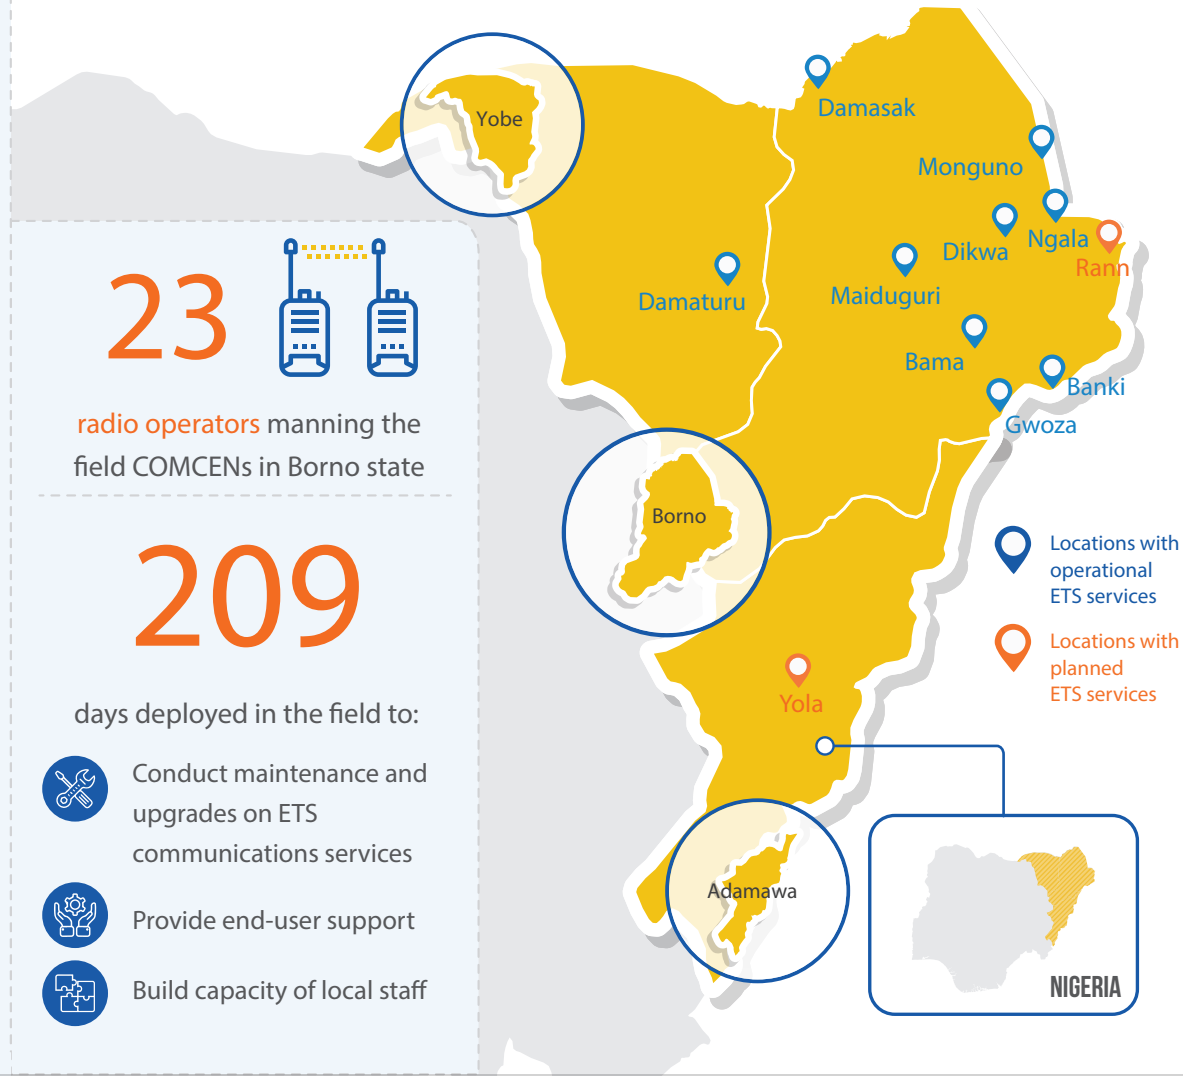 Yobe
Damasak
Monguno
Ngala
Dikwa
Rann
Maiduguri
Damaturu
Bama
Banki
Gwoza
23
radio operators manning the
field COMCENs in Borno state
209
days deployed in the field to:
Conduct maintenance and
upgrades on ETS
communications services
Provide end-user support
Build capacity of local staff
Borno
Locations with
operational
ETS services
Locations with
planned
ETS services
Yola
Adamawa
NIGERIA